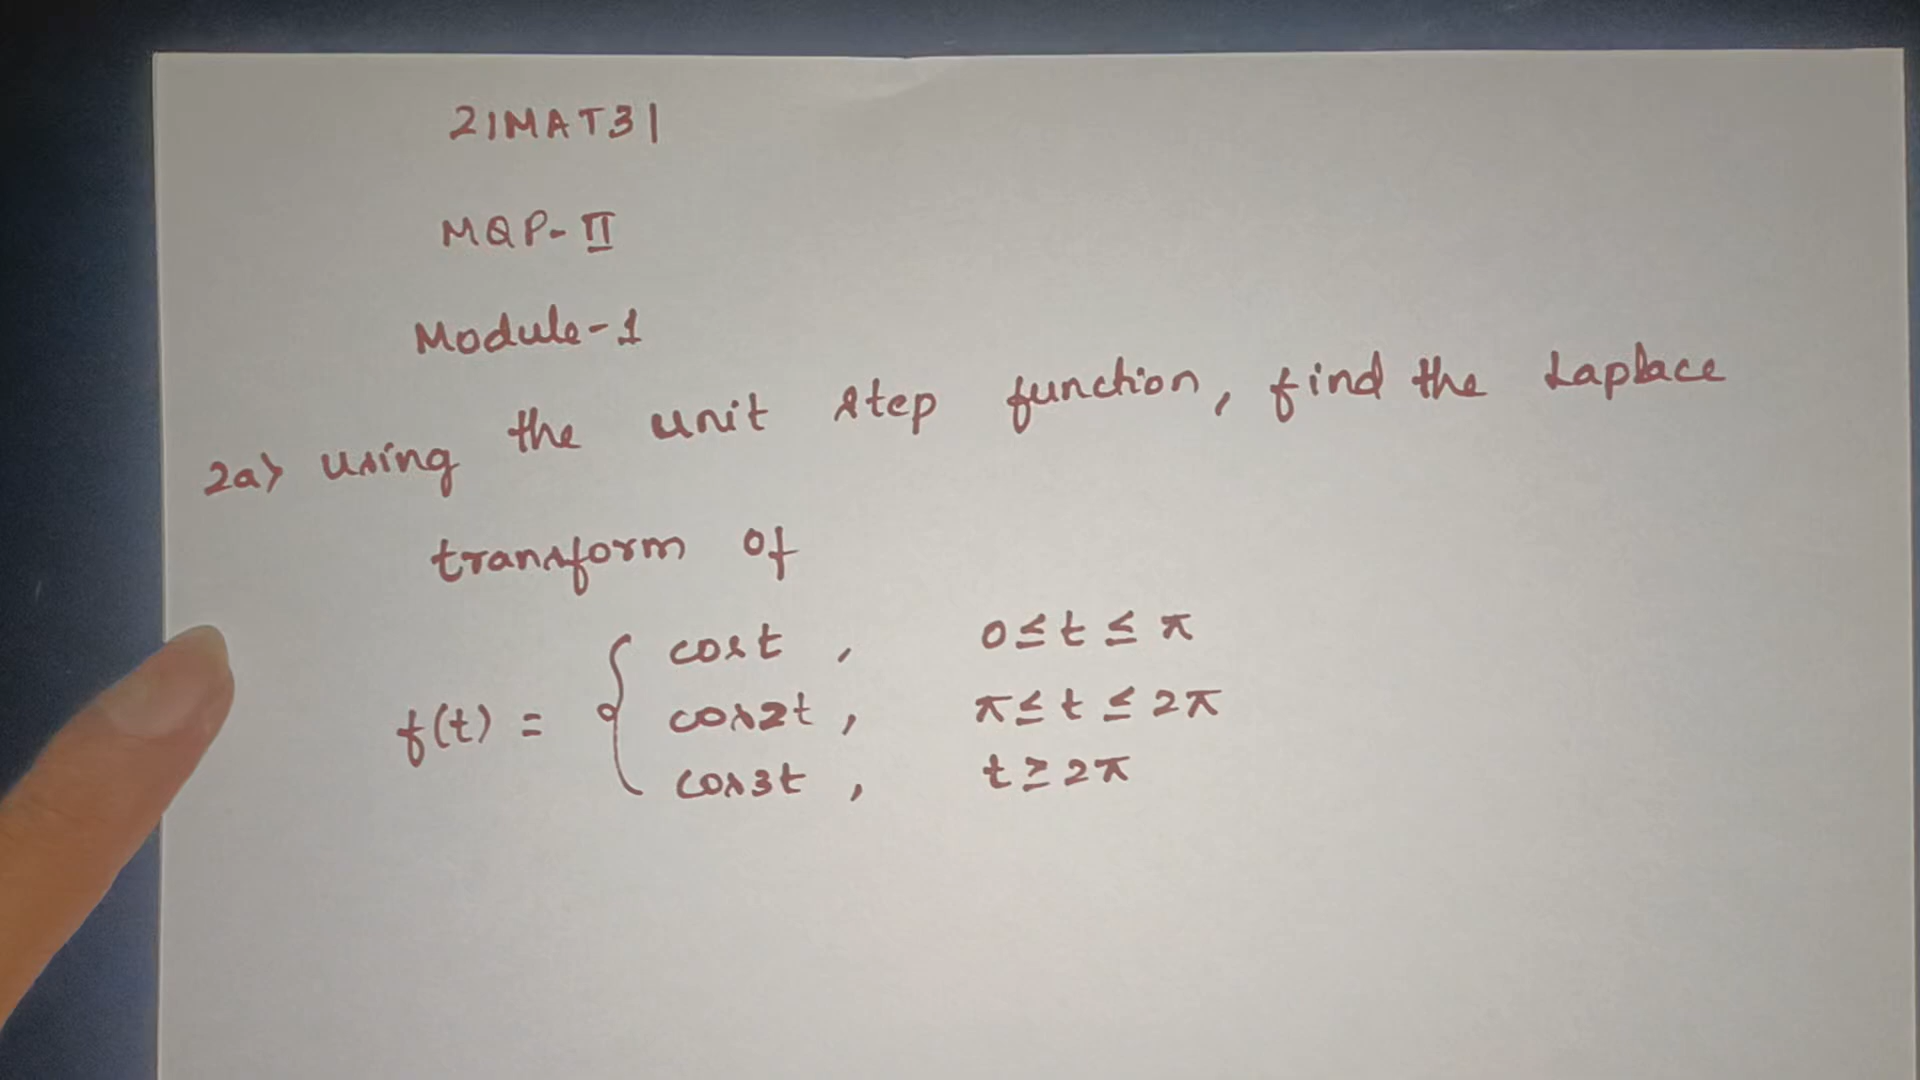 21MAT31
MQP-II
Module-1
2a) using the unit step function, find the Laplace
transform of
f(t) = { cost , 0 ≤ t ≤ π
cos2t , π ≤ t ≤ 2π
cos3t , t ≥ 2π